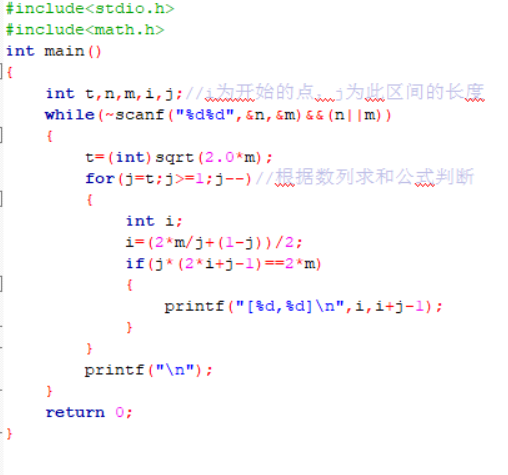 #include<stdio.h>
#include<math.h>
int main()
{
    int t,n,m,i,j;//i为开始的点，j为此区间的长度
    while(~scanf("%d%d",&n,&m)&&(n||m))
    {
        t=(int)sqrt(2.0*m);
        for(j=t;j>=1;j--)//根据数列求和公式判断
        {
            int i;
            i=(2*m/j+(1-j))/2;
            if(j*(2*i+j-1)==2*m)
            {
                printf("[%d,%d]\n",i,i+j-1);
            }
        }
        printf("\n");
    }
    return 0;
}